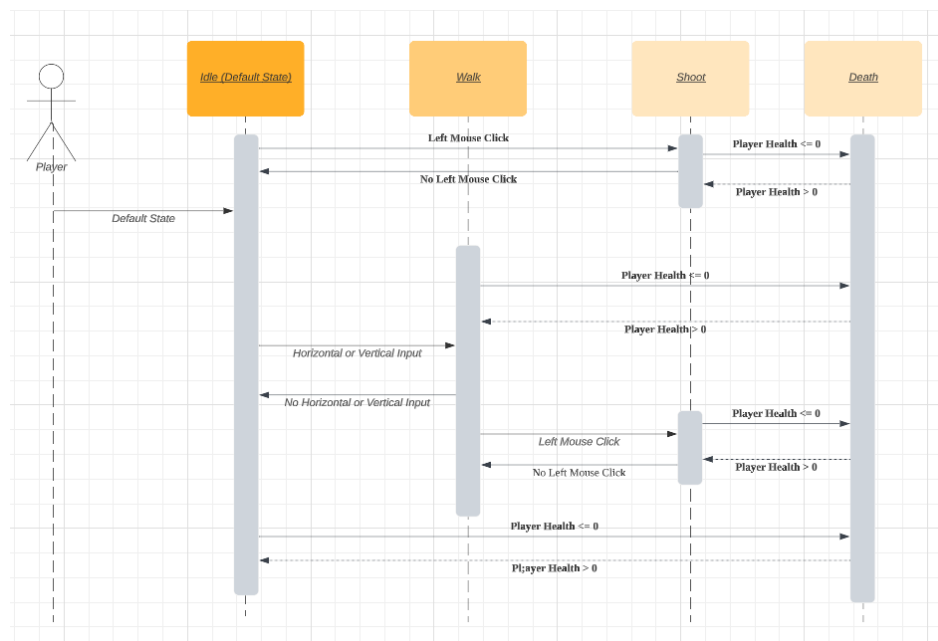 Idle (Default State)
Walk
Shoot
Death
Player
Left Mouse Click
Player Health <= 0
No Left Mouse Click
Player Health > 0
Default State
Player Health <= 0
Player Health > 0
Horizontal or Vertical Input
No Horizontal or Vertical Input
Player Health <= 0
Left Mouse Click
No Left Mouse Click
Player Health > 0
Player Health <= 0
Pl;ayer Health > 0